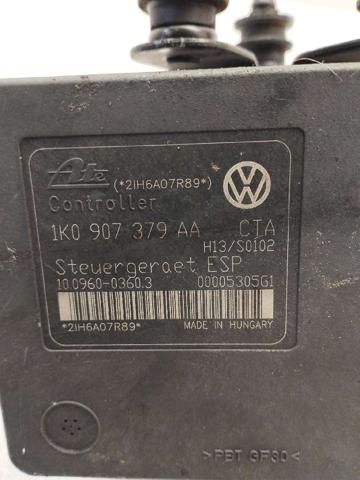 Ate (*2IH6A07R89*)
Controller
1K0 907 379 AA CTA
H13/S0102
Steuergeraet ESP
10.0960-0360.3 00005305G1
*2IH6A07R89* MADE IN HUNGARY
>PBT GF30<